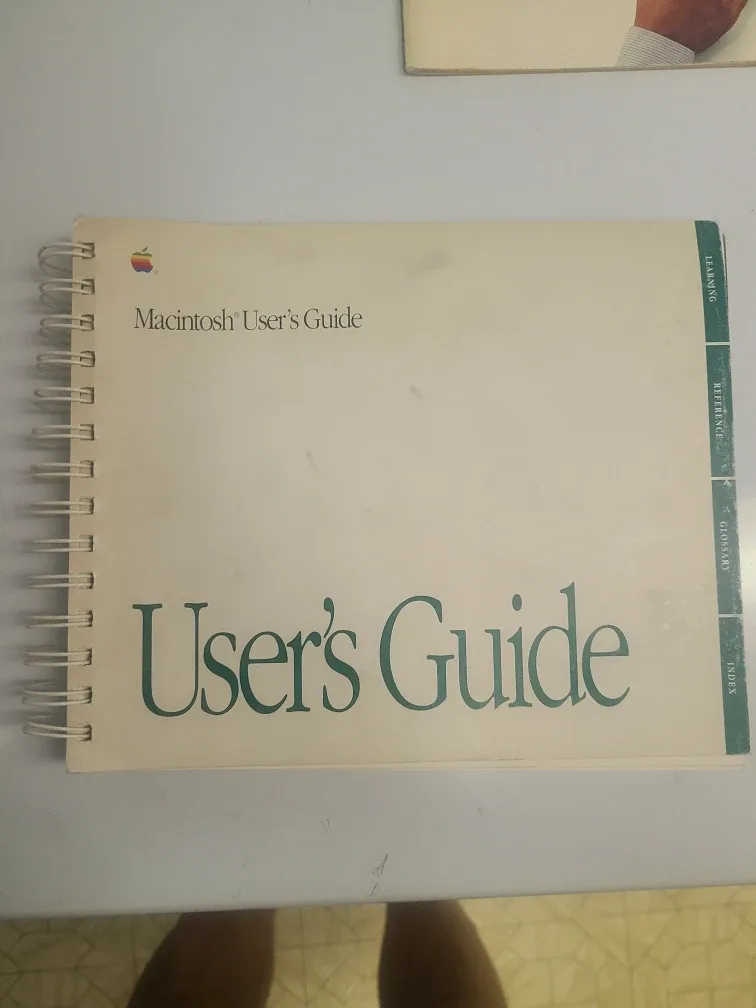 Macintosh® User's Guide
User's Guide
LEARNING
REFERENCE
GLOSSARY
INDEX